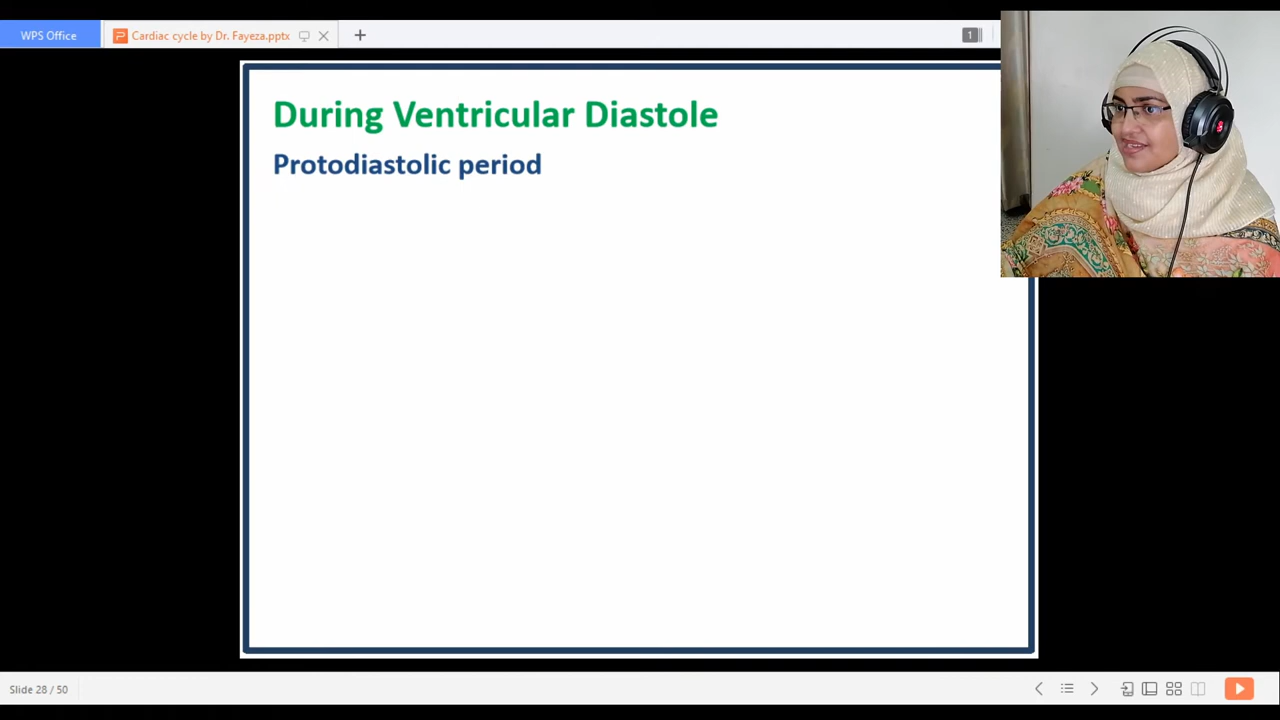 WPS Office
Cardiac cycle by Dr. Fayeza.pptx
1
During Ventricular Diastole
Protodiastolic period
Slide 28 / 50